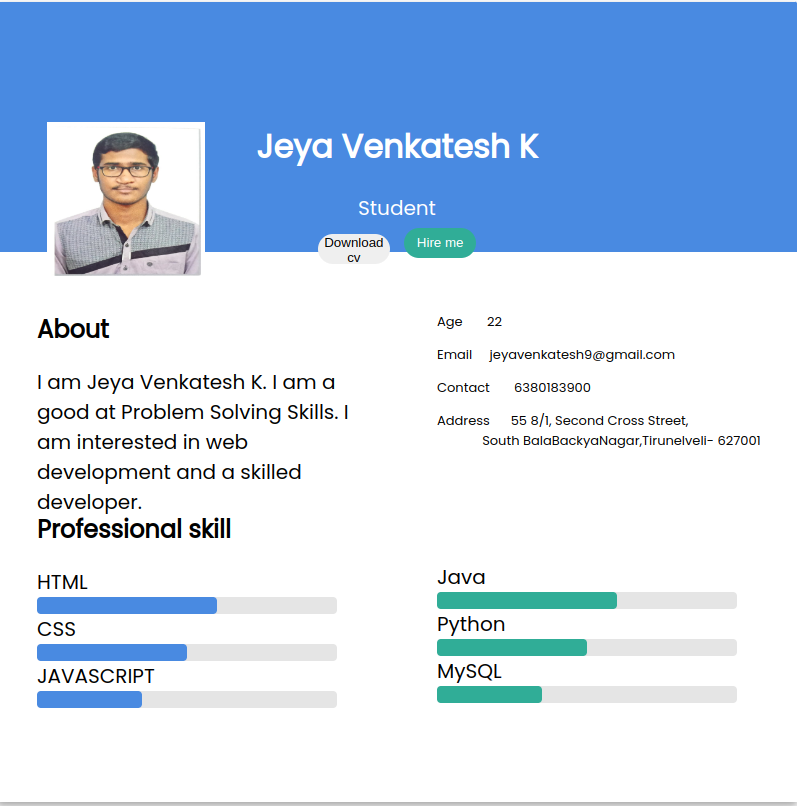 Jeya Venkatesh K
Student
Download
cv
Hire me
About
I am Jeya Venkatesh K. I am a
good at Problem Solving Skills. I
am interested in web
development and a skilled
developer.
Age 22
Email jeyavenkatesh9@gmail.com
Contact 6380183900
Address 55 8/1, Second Cross Street,
South BalaBackyaNagar,Tirunelveli- 627001
Professional skill
HTML
CSS
JAVASCRIPT
Java
Python
MySQL